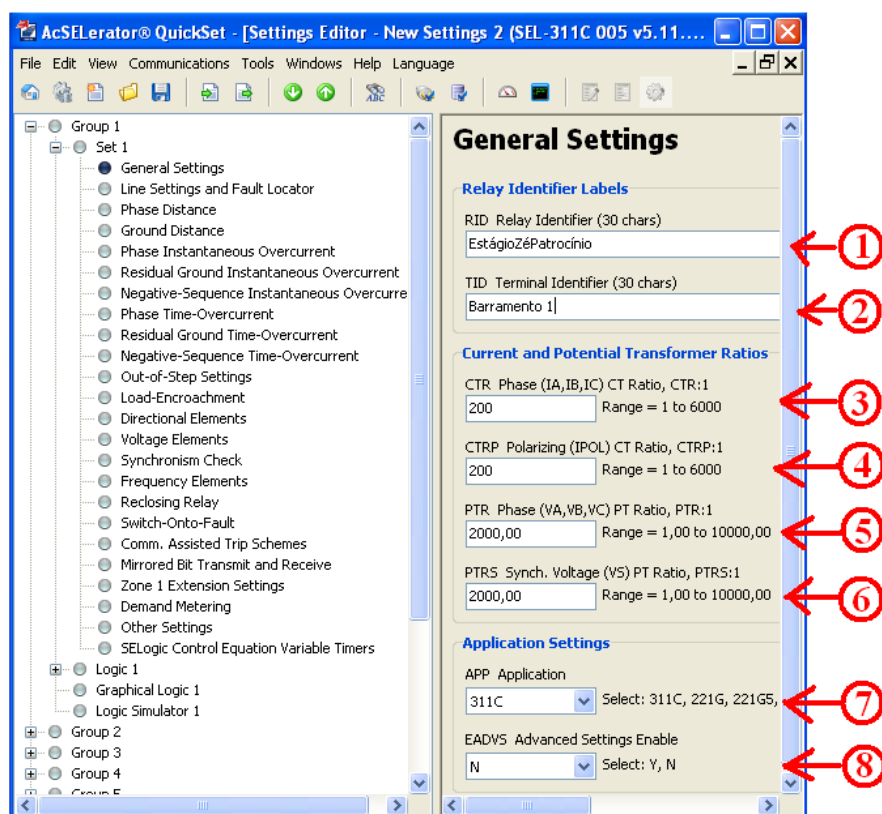 AcSELerator® QuickSet - [Settings Editor - New Settings 2 (SEL-311C 005 v5.11....
File Edit View Communications Tools Windows Help Language
Group 1
Set 1
General Settings
Line Settings and Fault Locator
Phase Distance
Ground Distance
Phase Instantaneous Overcurrent
Residual Ground Instantaneous Overcurrent
Negative-Sequence Instantaneous Overcurre
Phase Time-Overcurrent
Residual Ground Time-Overcurrent
Negative-Sequence Time-Overcurrent
Out-of-Step Settings
Load-Encroachment
Directional Elements
Voltage Elements
Synchronism Check
Frequency Elements
Reclosing Relay
Switch-Onto-Fault
Comm. Assisted Trip Schemes
Mirrored Bit Transmit and Receive
Zone 1 Extension Settings
Demand Metering
Other Settings
SELogic Control Equation Variable Timers
Logic 1
Graphical Logic 1
Logic Simulator 1
Group 2
Group 3
Group 4
Group 5
General Settings
Relay Identifier Labels
RID Relay Identifier (30 chars)
EstágioZéPatrocínio
1
TID Terminal Identifier (30 chars)
Barramento 1
2
Current and Potential Transformer Ratios
CTR Phase (IA,IB,IC) CT Ratio, CTR:1
200 Range = 1 to 6000
3
CTRP Polarizing (IPOL) CT Ratio, CTRP:1
200 Range = 1 to 6000
4
PTR Phase (VA,VB,VC) PT Ratio, PTR:1
2000,00 Range = 1,00 to 10000,00
5
PTRS Synch. Voltage (VS) PT Ratio, PTRS:1
2000,00 Range = 1,00 to 10000,00
6
Application Settings
APP Application
311C Select: 311C, 221G, 221G5,
7
EADVS Advanced Settings Enable
N Select: Y, N
8